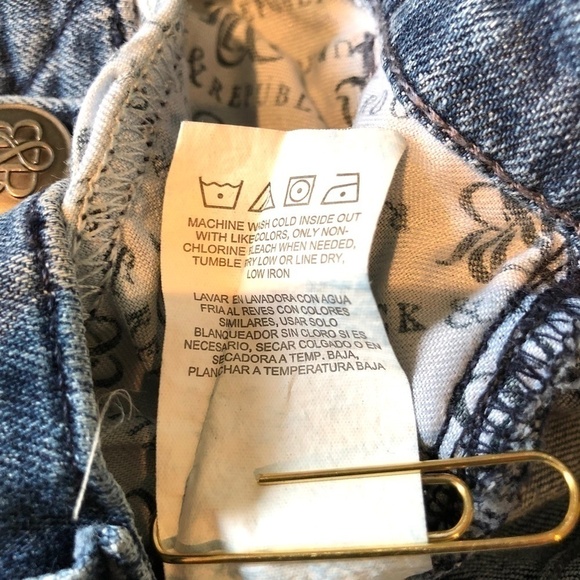 & REPUBL
MACHINE WASH COLD INSIDE OUT
WITH LIKE COLORS, ONLY NON-
CHLORINE BLEACH WHEN NEEDED,
TUMBLE DRY LOW OR LINE DRY,
LOW IRON
LAVAR EN LAVADORA CON AGUA
FRIA AL REVES CON COLORES
SIMILARES, USAR SOLO
BLANQUEADOR SIN CLORO SI ES
NECESARIO, SECAR COLGADO O EN
SECADORA A TEMP. BAJA,
PLANCHAR A TEMPERATURA BAJA
CK &